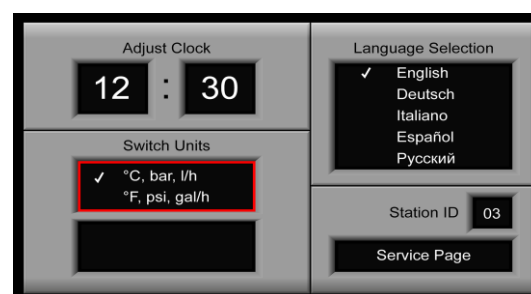 Adjust Clock
12 : 30
Switch Units
✓ °C, bar, l/h
°F, psi, gal/h
Language Selection
✓ English
Deutsch
Italiano
Español
Русский
Station ID 03
Service Page